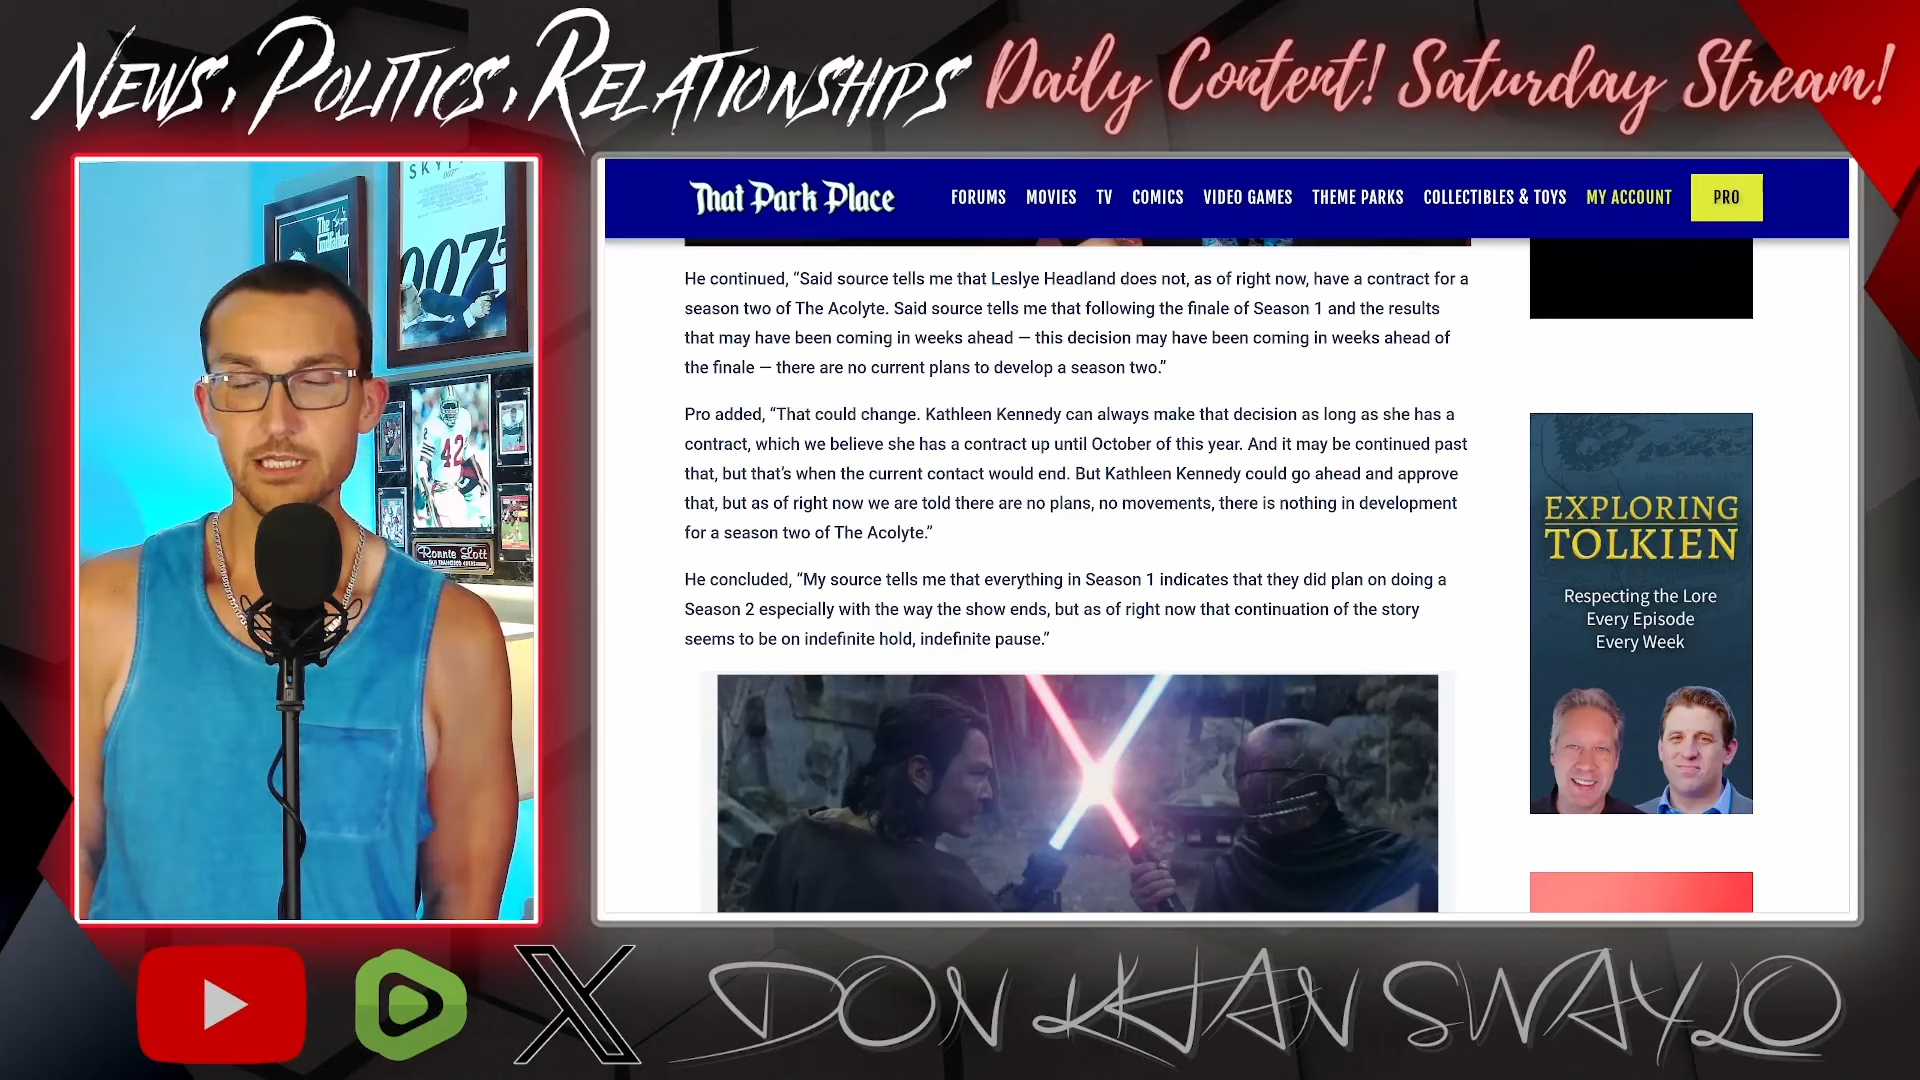 NEWS, POLITICS, RELATIONSHIPS
Daily Content! Saturday Stream!
SKYF
007
The Godfather
007
42
Ronnie Lott
SAN FRANCISCO 49ERS
That Park Place
FORUMS MOVIES TV COMICS VIDEO GAMES THEME PARKS COLLECTIBLES & TOYS MY ACCOUNT PRO
He continued, “Said source tells me that Leslye Headland does not, as of right now, have a contract for a
season two of The Acolyte. Said source tells me that following the finale of Season 1 and the results
that may have been coming in weeks ahead — this decision may have been coming in weeks ahead of
the finale — there are no current plans to develop a season two.”
Pro added, “That could change. Kathleen Kennedy can always make that decision as long as she has a
contract, which we believe she has a contract up until October of this year. And it may be continued past
that, but that’s when the current contact would end. But Kathleen Kennedy could go ahead and approve
that, but as of right now we are told there are no plans, no movements, there is nothing in development
for a season two of The Acolyte.”
He concluded, “My source tells me that everything in Season 1 indicates that they did plan on doing a
Season 2 especially with the way the show ends, but as of right now that continuation of the story
seems to be on indefinite hold, indefinite pause.”
EXPLORING
TOLKIEN
Respecting the Lore
Every Episode
Every Week
DON KHAN SWAYLO